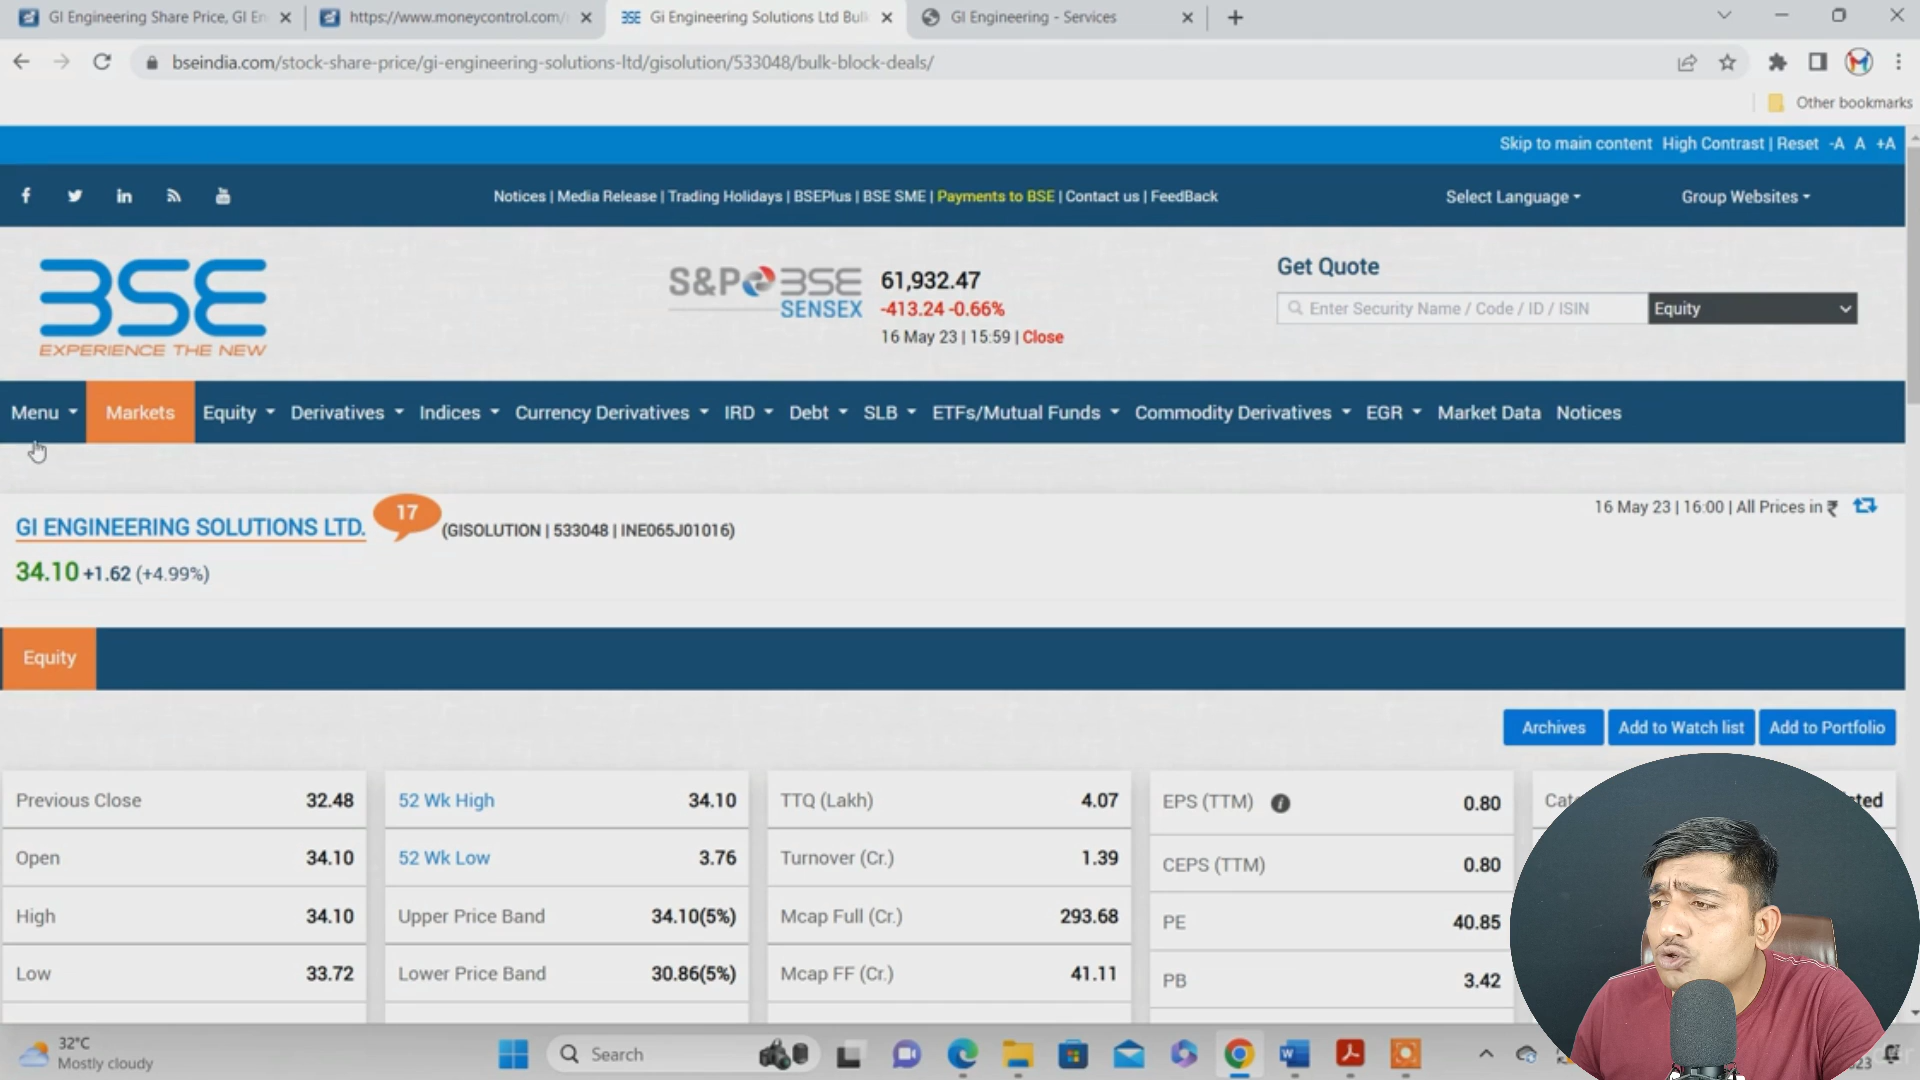 GI Engineering Share Price, GI En
https://www.moneycontrol.com/
BSE Gi Engineering Solutions Ltd Bulk
GI Engineering - Services
bseindia.com/stock-share-price/gi-engineering-solutions-ltd/gisolution/533048/bulk-block-deals/
Other bookmarks
Skip to main content High Contrast | Reset -A A +A
Notices | Media Release | Trading Holidays | BSEPlus | BSE SME | Payments to BSE | Contact us | FeedBack
Select Language
Group Websites
BSE
EXPERIENCE THE NEW
S&P BSE
SENSEX
61,932.47
-413.24 -0.66%
16 May 23 | 15:59 | Close
Get Quote
Enter Security Name / Code / ID / ISIN
Equity
Menu Markets Equity Derivatives Indices Currency Derivatives IRD Debt SLB ETFs/Mutual Funds Commodity Derivatives EGR Market Data Notices
GI ENGINEERING SOLUTIONS LTD. 17 (GISOLUTION | 533048 | INE065J01016)
16 May 23 | 16:00 | All Prices in ₹
34.10 +1.62 (+4.99%)
Equity
Archives Add to Watch list Add to Portfolio
Previous Close 32.48
Open 34.10
High 34.10
Low 33.72
52 Wk High 34.10
52 Wk Low 3.76
Upper Price Band 34.10(5%)
Lower Price Band 30.86(5%)
TTQ (Lakh) 4.07
Turnover (Cr.) 1.39
Mcap Full (Cr.) 293.68
Mcap FF (Cr.) 41.11
EPS (TTM) 0.80
CEPS (TTM) 0.80
PE 40.85
PB 3.42
32°C
Mostly cloudy
Search